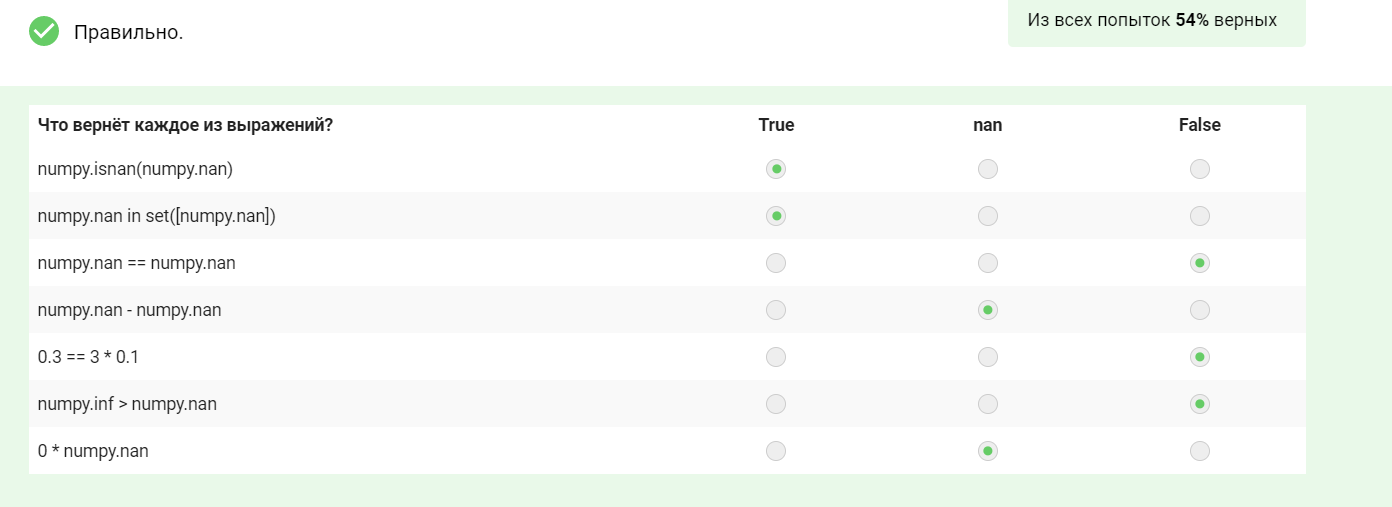 Правильно.
Из всех попыток 54% верных
Что вернёт каждое из выражений? True nan False
numpy.isnan(numpy.nan)
numpy.nan in set([numpy.nan])
numpy.nan == numpy.nan
numpy.nan - numpy.nan
0.3 == 3 * 0.1
numpy.inf > numpy.nan
0 * numpy.nan